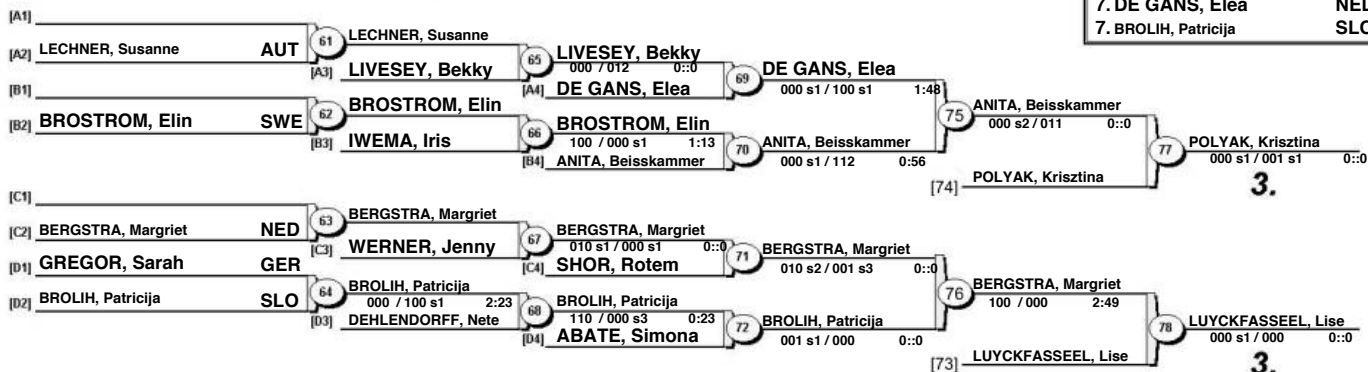 7. DE GANS, Elea NED
7. BROLIH, Patricija SLO
[A1]
[A2] LECHNER, Susanne AUT
61 LECHNER, Susanne
[A3] LIVESEY, Bekky
65 LIVESEY, Bekky
000 / 012 0::0
[A4] DE GANS, Elea
69 DE GANS, Elea
000 s1 / 100 s1 1:48
[B1]
[B2] BROSTROM, Elin SWE
62 BROSTROM, Elin
[B3] IWEMA, Iris
66 BROSTROM, Elin
100 / 000 s1 1:13
[B4] ANITA, Beisskammer
70 ANITA, Beisskammer
000 s1 / 112 0:56
75 ANITA, Beisskammer
000 s2 / 011 0::0
[74] POLYAK, Krisztina
77 POLYAK, Krisztina
000 s1 / 001 s1 0::0
3.
[C1]
[C2] BERGSTRA, Margriet NED
63 BERGSTRA, Margriet
[C3] WERNER, Jenny
67 BERGSTRA, Margriet
010 s1 / 000 s1 0::0
[C4] SHOR, Rotem
71 BERGSTRA, Margriet
010 s2 / 001 s3 0::0
[D1] GREGOR, Sarah GER
[D2] BROLIH, Patricija SLO
64 BROLIH, Patricija
000 / 100 s1 2:23
[D3] DEHLENDORFF, Nete
68 BROLIH, Patricija
110 / 000 s3 0:23
[D4] ABATE, Simona
72 BROLIH, Patricija
001 s1 / 000 0::0
76 BERGSTRA, Margriet
100 / 000 2:49
[73] LUYCKFASSEEL, Lise
78 LUYCKFASSEEL, Lise
000 s1 / 000 0::0
3.